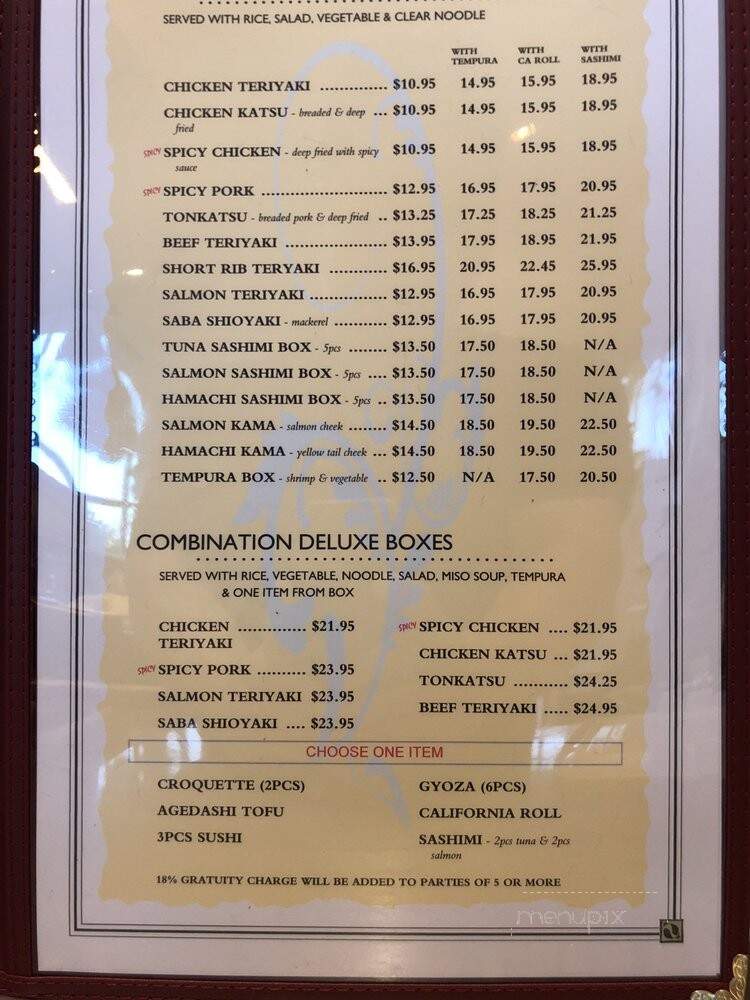 SERVED WITH RICE, SALAD, VEGETABLE & CLEAR NOODLE
WITH TEMPURA WITH CA ROLL WITH SASHIMI
CHICKEN TERIYAKI .............. $10.95 14.95 15.95 18.95
CHICKEN KATSU - breaded & deep ... $10.95 14.95 15.95 18.95
fried
SPICY SPICY CHICKEN - deep fried with spicy $10.95 14.95 15.95 18.95
sauce
SPICY SPICY PORK .......................... $12.95 16.95 17.95 20.95
TONKATSU - breaded pork & deep fried .. $13.25 17.25 18.25 21.25
BEEF TERIYAKI ..................... $13.95 17.95 18.95 21.95
SHORT RIB TERYAKI ............ $16.95 20.95 22.45 25.95
SALMON TERIYAKI ................ $12.95 16.95 17.95 20.95
SABA SHIOYAKI - mackerel ........... $12.95 16.95 17.95 20.95
TUNA SASHIMI BOX - 5pcs ........ $13.50 17.50 18.50 N/A
SALMON SASHIMI BOX - 5pcs .... $13.50 17.50 18.50 N/A
HAMACHI SASHIMI BOX - 5pcs .. $13.50 17.50 18.50 N/A
SALMON KAMA - salmon cheek ........ $14.50 18.50 19.50 22.50
HAMACHI KAMA - yellow tail cheek ... $14.50 18.50 19.50 22.50
TEMPURA BOX - shrimp & vegetable .. $12.50 N/A 17.50 20.50
COMBINATION DELUXE BOXES
SERVED WITH RICE, VEGETABLE, NOODLE, SALAD, MISO SOUP, TEMPURA
& ONE ITEM FROM BOX
CHICKEN .............. $21.95
TERIYAKI
SPICY SPICY PORK .......... $23.95
SALMON TERIYAKI $23.95
SABA SHIOYAKI .... $23.95
SPICY SPICY CHICKEN .... $21.95
CHICKEN KATSU ... $21.95
TONKATSU ........... $24.25
BEEF TERIYAKI ..... $24.95
CHOOSE ONE ITEM
CROQUETTE (2PCS)
AGEDASHI TOFU
3PCS SUSHI
GYOZA (6PCS)
CALIFORNIA ROLL
SASHIMI - 2pcs tuna & 2pcs
salmon
18% GRATUITY CHARGE WILL BE ADDED TO PARTIES OF 5 OR MORE
menupix